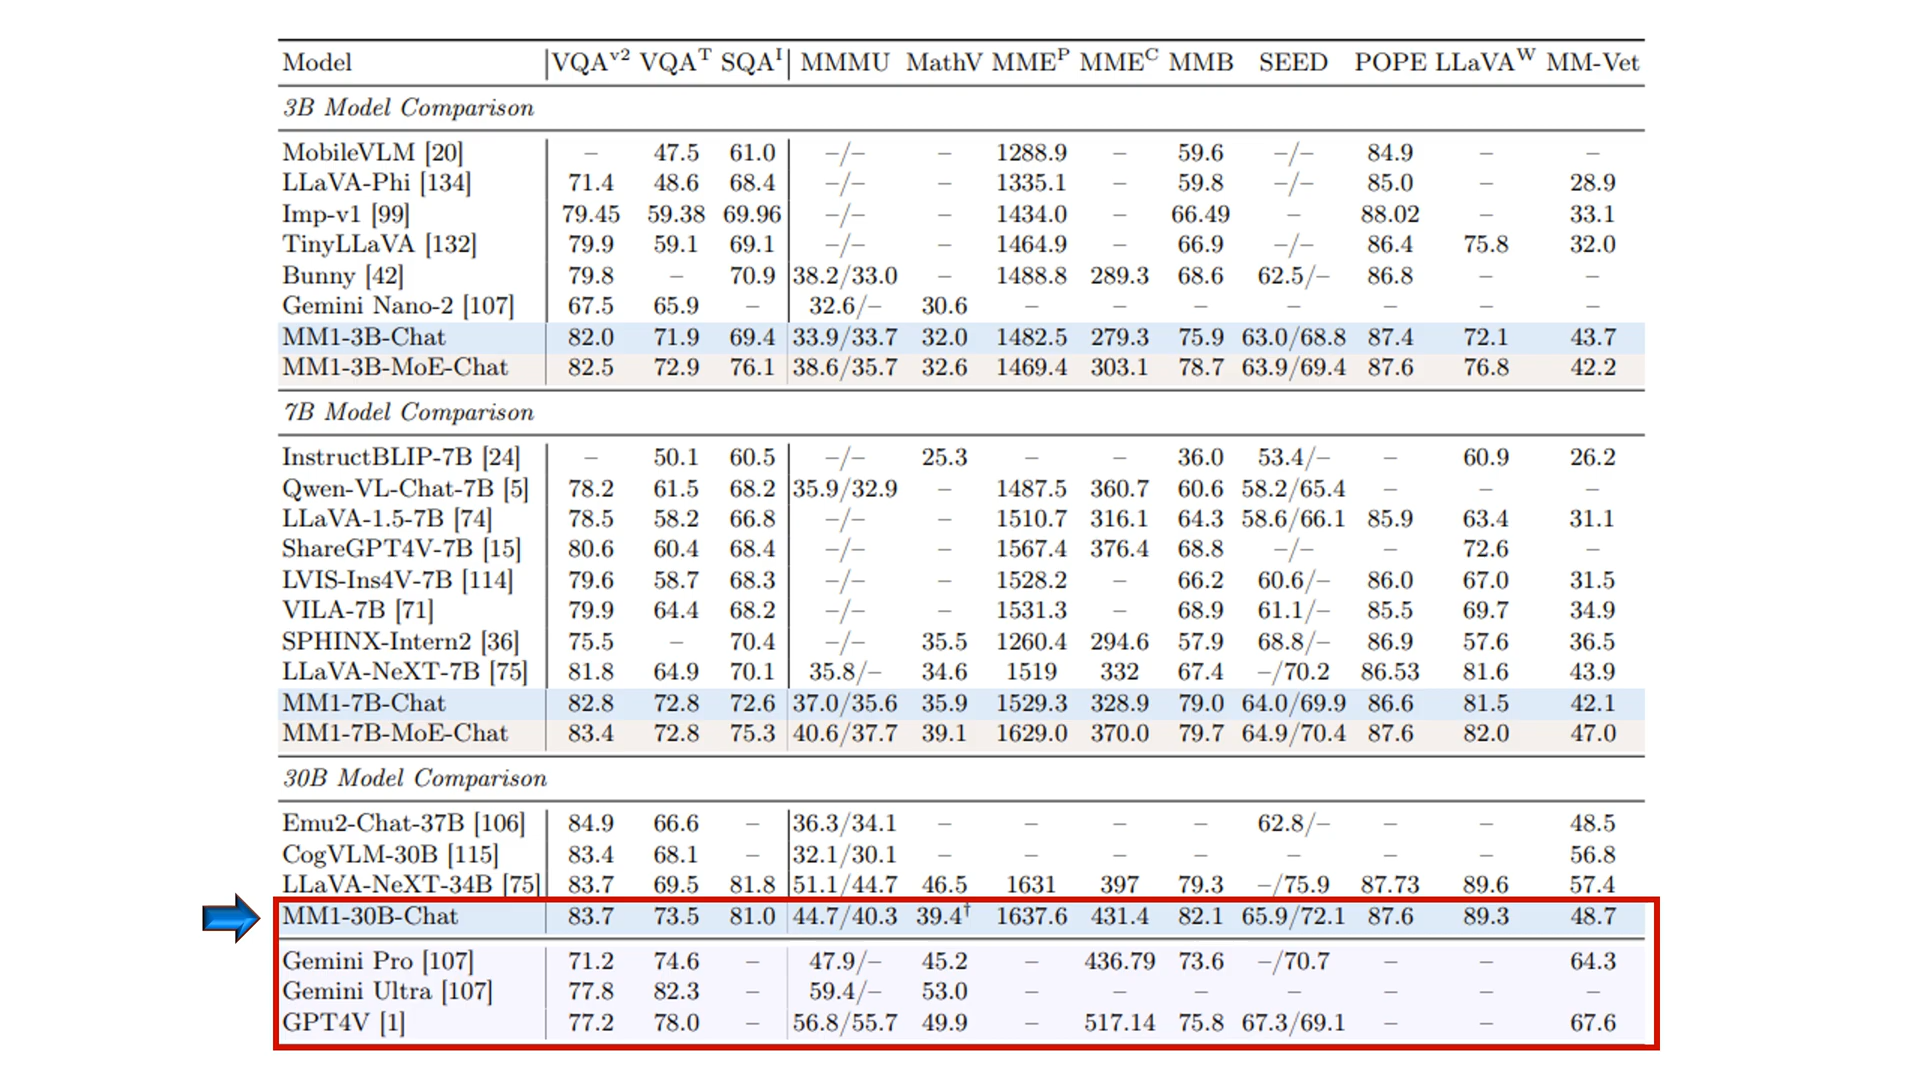 Model VQAv2 VQAT SQAI MMMU MathV MMEP MMEC MMB SEED POPE LLaVAW MM-Vet
3B Model Comparison
MobileVLM [20] – 47.5 61.0 –/– – 1288.9 – 59.6 –/– 84.9 – –
LLaVA-Phi [134] 71.4 48.6 68.4 –/– – 1335.1 – 59.8 –/– 85.0 – 28.9
Imp-v1 [99] 79.45 59.38 69.96 –/– – 1434.0 – 66.49 – 88.02 – 33.1
TinyLLaVA [132] 79.9 59.1 69.1 –/– – 1464.9 – 66.9 –/– 86.4 75.8 32.0
Bunny [42] 79.8 – 70.9 38.2/33.0 – 1488.8 289.3 68.6 62.5/– 86.8 – –
Gemini Nano-2 [107] 67.5 65.9 – 32.6/– 30.6 – – – – – – –
MM1-3B-Chat 82.0 71.9 69.4 33.9/33.7 32.0 1482.5 279.3 75.9 63.0/68.8 87.4 72.1 43.7
MM1-3B-MoE-Chat 82.5 72.9 76.1 38.6/35.7 32.6 1469.4 303.1 78.7 63.9/69.4 87.6 76.8 42.2
7B Model Comparison
InstructBLIP-7B [24] – 50.1 60.5 –/– 25.3 – – 36.0 53.4/– – 60.9 26.2
Qwen-VL-Chat-7B [5] 78.2 61.5 68.2 35.9/32.9 – 1487.5 360.7 60.6 58.2/65.4 – – –
LLaVA-1.5-7B [74] 78.5 58.2 66.8 –/– – 1510.7 316.1 64.3 58.6/66.1 85.9 63.4 31.1
ShareGPT4V-7B [15] 80.6 60.4 68.4 –/– – 1567.4 376.4 68.8 –/– – 72.6 –
LVIS-Ins4V-7B [114] 79.6 58.7 68.3 –/– – 1528.2 – 66.2 60.6/– 86.0 67.0 31.5
VILA-7B [71] 79.9 64.4 68.2 –/– – 1531.3 – 68.9 61.1/– 85.5 69.7 34.9
SPHINX-Intern2 [36] 75.5 – 70.4 –/– 35.5 1260.4 294.6 57.9 68.8/– 86.9 57.6 36.5
LLaVA-NeXT-7B [75] 81.8 64.9 70.1 35.8/– 34.6 1519 332 67.4 –/70.2 86.53 81.6 43.9
MM1-7B-Chat 82.8 72.8 72.6 37.0/35.6 35.9 1529.3 328.9 79.0 64.0/69.9 86.6 81.5 42.1
MM1-7B-MoE-Chat 83.4 72.8 75.3 40.6/37.7 39.1 1629.0 370.0 79.7 64.9/70.4 87.6 82.0 47.0
30B Model Comparison
Emu2-Chat-37B [106] 84.9 66.6 – 36.3/34.1 – – – – 62.8/– – – 48.5
CogVLM-30B [115] 83.4 68.1 – 32.1/30.1 – – – – – – – 56.8
LLaVA-NeXT-34B [75] 83.7 69.5 81.8 51.1/44.7 46.5 1631 397 79.3 –/75.9 87.73 89.6 57.4
MM1-30B-Chat 83.7 73.5 81.0 44.7/40.3 39.4† 1637.6 431.4 82.1 65.9/72.1 87.6 89.3 48.7
Gemini Pro [107] 71.2 74.6 – 47.9/– 45.2 – 436.79 73.6 –/70.7 – – 64.3
Gemini Ultra [107] 77.8 82.3 – 59.4/– 53.0 – – – – – – –
GPT4V [1] 77.2 78.0 – 56.8/55.7 49.9 – 517.14 75.8 67.3/69.1 – – 67.6